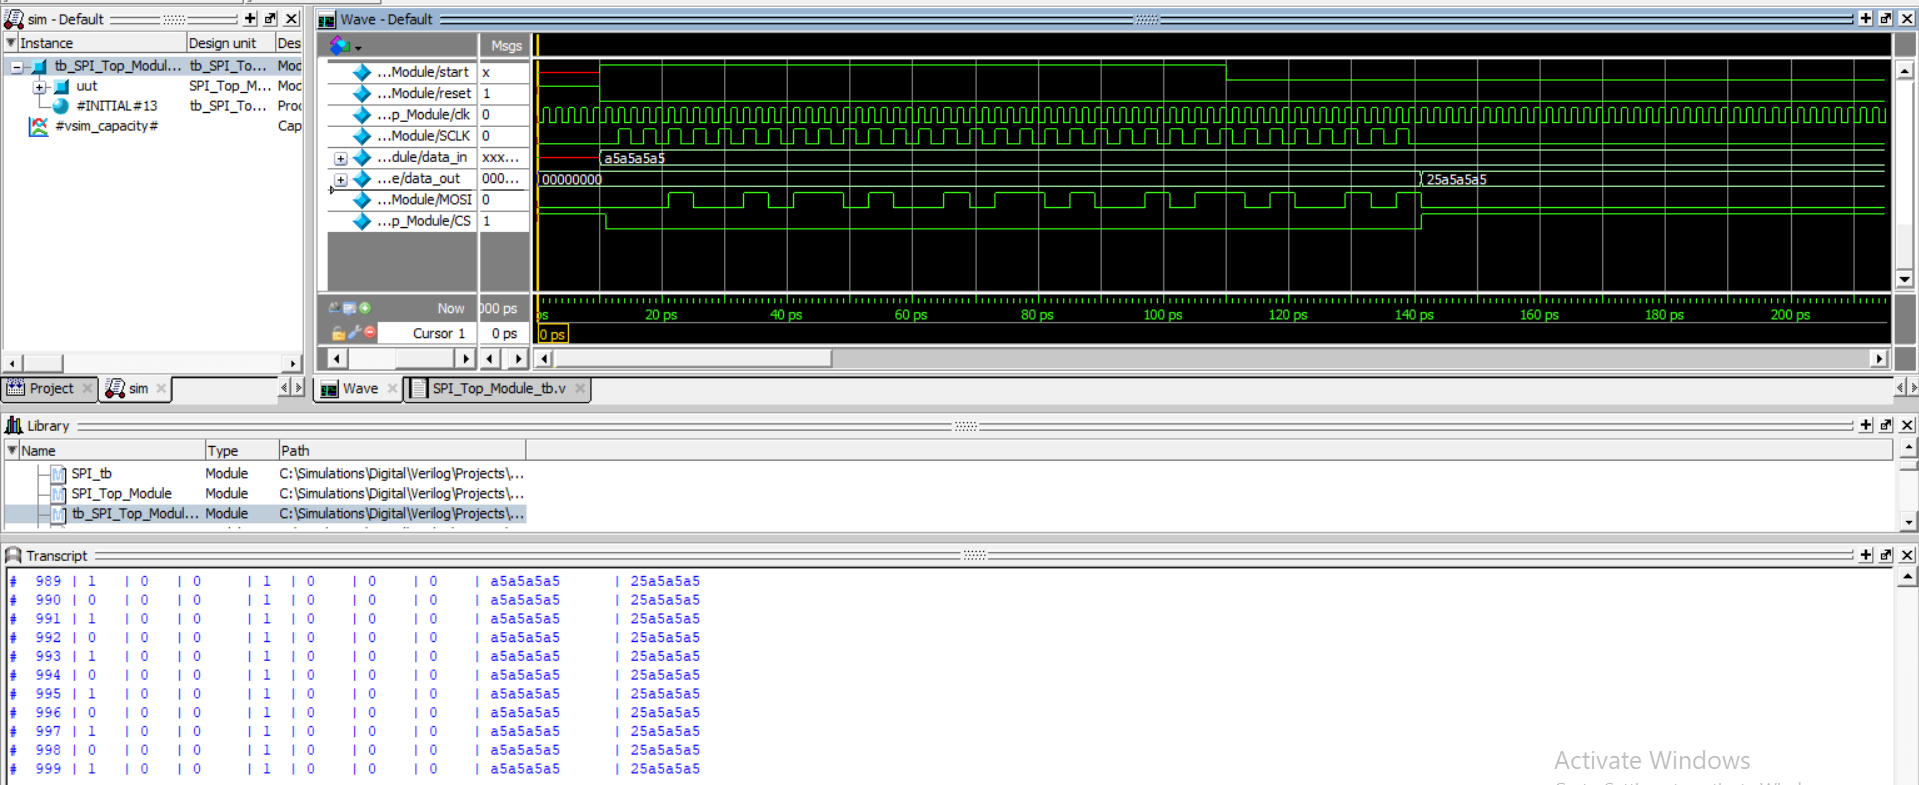 sim - Default
Instance Design unit Des
tb_SPI_Top_Modul... tb_SPI_To... Mod
uut SPI_Top_M... Mod
#INITIAL#13 tb_SPI_To... Proc
#vsim_capacity# Cap
Project sim
Wave - Default
Msgs
...Module/start x
...Module/reset 1
...p_Module/clk 0
...Module/SCLK 0
...dule/data_in xxx... a5a5a5a5
...e/data_out 000... 00000000 25a5a5a5
...Module/MOSI 0
...p_Module/CS 1
Now 000 ps ps 20 ps 40 ps 60 ps 80 ps 100 ps 120 ps 140 ps 160 ps 180 ps 200 ps
Cursor 1 0 ps 0 ps
Wave SPI_Top_Module_tb.v
Library
Name Type Path
SPI_tb Module C:\Simulations\Digital\Verilog\Projects\...
SPI_Top_Module Module C:\Simulations\Digital\Verilog\Projects\...
tb_SPI_Top_Modul... Module C:\Simulations\Digital\Verilog\Projects\...
Transcript
# 989 | 1 | 0 | 0 | 1 | 0 | 0 | 0 | a5a5a5a5 | 25a5a5a5
# 990 | 0 | 0 | 0 | 1 | 0 | 0 | 0 | a5a5a5a5 | 25a5a5a5
# 991 | 1 | 0 | 0 | 1 | 0 | 0 | 0 | a5a5a5a5 | 25a5a5a5
# 992 | 0 | 0 | 0 | 1 | 0 | 0 | 0 | a5a5a5a5 | 25a5a5a5
# 993 | 1 | 0 | 0 | 1 | 0 | 0 | 0 | a5a5a5a5 | 25a5a5a5
# 994 | 0 | 0 | 0 | 1 | 0 | 0 | 0 | a5a5a5a5 | 25a5a5a5
# 995 | 1 | 0 | 0 | 1 | 0 | 0 | 0 | a5a5a5a5 | 25a5a5a5
# 996 | 0 | 0 | 0 | 1 | 0 | 0 | 0 | a5a5a5a5 | 25a5a5a5
# 997 | 1 | 0 | 0 | 1 | 0 | 0 | 0 | a5a5a5a5 | 25a5a5a5
# 998 | 0 | 0 | 0 | 1 | 0 | 0 | 0 | a5a5a5a5 | 25a5a5a5
# 999 | 1 | 0 | 0 | 1 | 0 | 0 | 0 | a5a5a5a5 | 25a5a5a5
Activate Windows